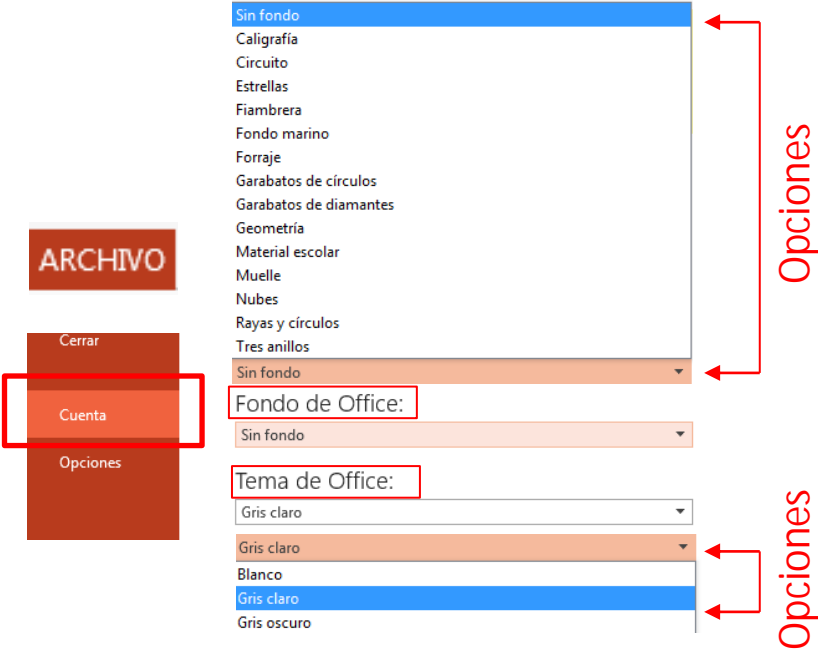 ARCHIVO
Cerrar
Cuenta
Opciones
Sin fondo
Caligrafía
Circuito
Estrellas
Fiambrera
Fondo marino
Forraje
Garabatos de círculos
Garabatos de diamantes
Geometría
Material escolar
Muelle
Nubes
Rayas y círculos
Tres anillos
Sin fondo
Opciones
Fondo de Office:
Sin fondo
Tema de Office:
Gris claro
Gris claro
Blanco
Gris claro
Gris oscuro
Opciones